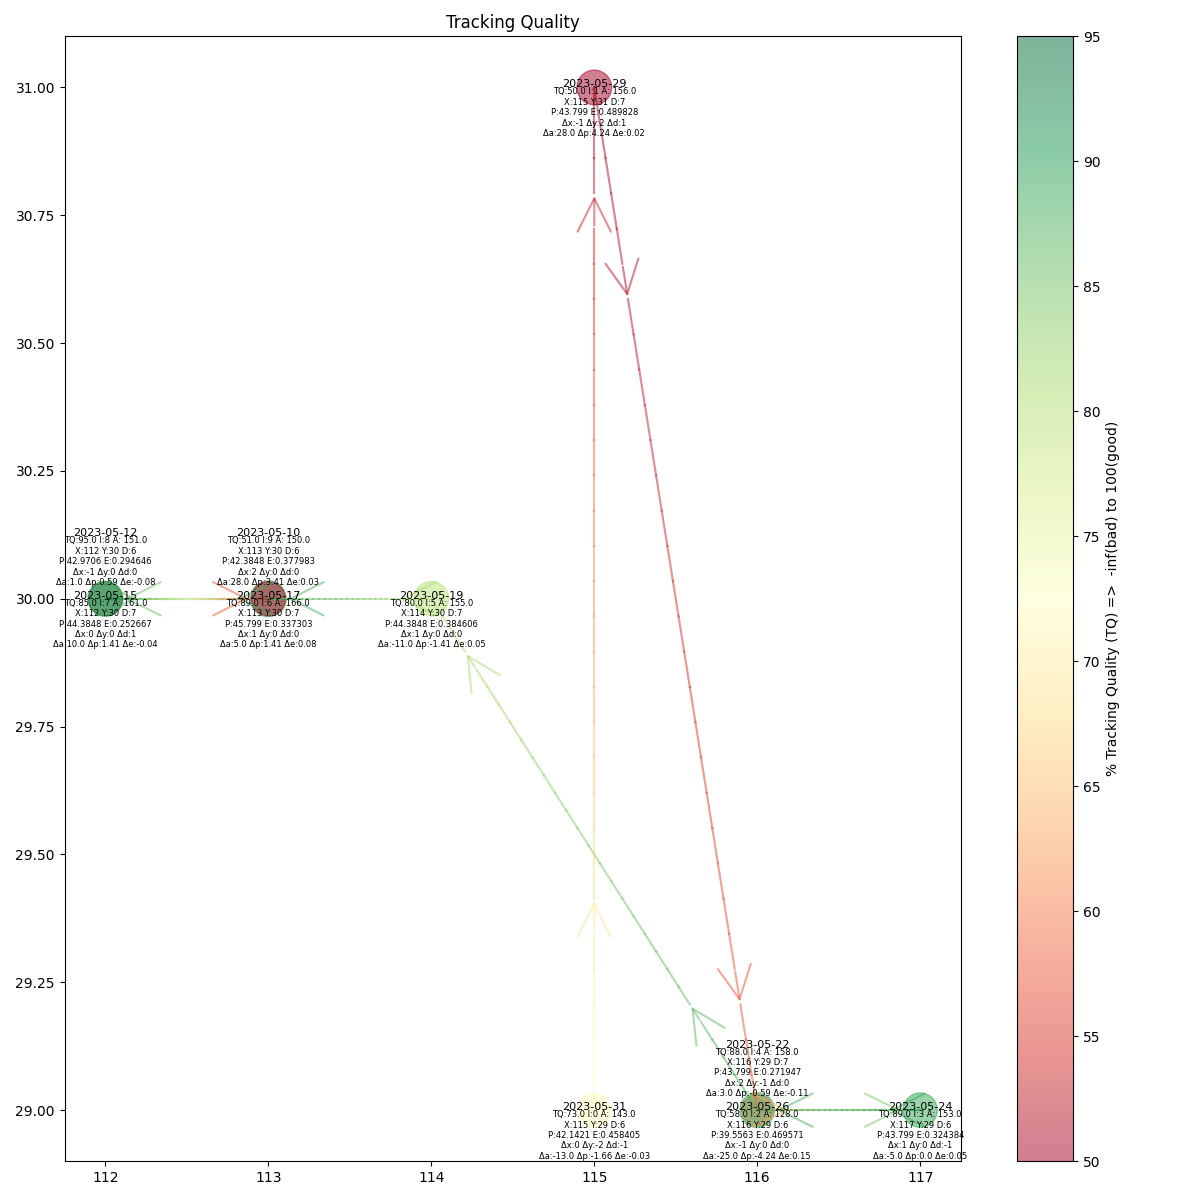 Tracking Quality
31.00
30.75
30.50
30.25
30.00
29.75
29.50
29.25
29.00
112
113
114
115
116
117
2023-05-29
TQ:50.0 I:1 A: 156.0
X:115 Y:31 D:7
P:43.799 E:0.489828
Δx:-1 Δy:2 Δd:1
Δa:28.0 Δp:4.24 Δe:0.02
2023-05-12
TQ:95.0 I:8 A: 151.0
X:112 Y:30 D:6
P:42.9706 E:0.294646
Δx:-1 Δy:0 Δd:0
Δa:1.0 Δp:0.59 Δe:-0.08
2023-05-10
TQ:51.0 I:9 A: 150.0
X:113 Y:30 D:6
P:42.3848 E:0.377983
Δx:2 Δy:0 Δd:0
Δa:28.0 Δp:3.41 Δe:0.03
2023-05-15
TQ:85.0 I:7 A: 161.0
X:112 Y:30 D:7
P:44.3848 E:0.252667
Δx:0 Δy:0 Δd:1
Δa:10.0 Δp:1.41 Δe:-0.04
2023-05-17
TQ:89.0 I:6 A: 166.0
X:113 Y:30 D:7
P:45.799 E:0.337303
Δx:1 Δy:0 Δd:0
Δa:5.0 Δp:1.41 Δe:0.08
2023-05-19
TQ:80.0 I:5 A: 155.0
X:114 Y:30 D:7
P:44.3848 E:0.384606
Δx:1 Δy:0 Δd:0
Δa:-11.0 Δp:-1.41 Δe:0.05
2023-05-22
TQ:88.0 I:4 A: 158.0
X:116 Y:29 D:7
P:43.799 E:0.271947
Δx:2 Δy:-1 Δd:0
Δa:3.0 Δp:-0.59 Δe:-0.11
2023-05-31
TQ:73.0 I:0 A: 143.0
X:115 Y:29 D:6
P:42.1421 E:0.458405
Δx:0 Δy:-2 Δd:-1
Δa:-13.0 Δp:-1.66 Δe:-0.03
2023-05-26
TQ:58.0 I:2 A: 128.0
X:116 Y:29 D:6
P:39.5563 E:0.469571
Δx:-1 Δy:0 Δd:0
Δa:-25.0 Δp:-4.24 Δe:0.15
2023-05-24
TQ:89.0 I:3 A: 153.0
X:117 Y:29 D:6
P:43.799 E:0.324384
Δx:1 Δy:0 Δd:-1
Δa:-5.0 Δp:0.0 Δe:0.05
95
90
85
80
75
70
65
60
55
50
% Tracking Quality (TQ) => -inf(bad) to 100(good)